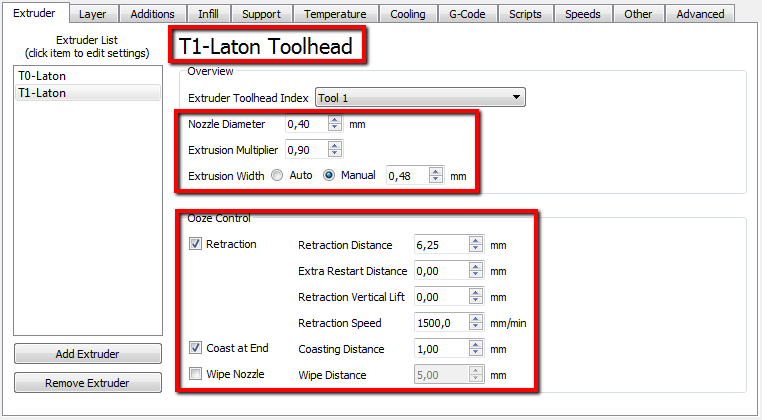 Extruder Layer Additions Infill Support Temperature Cooling G-Code Scripts Speeds Other Advanced
Extruder List
(click item to edit settings)
T0-Laton
T1-Laton
Add Extruder
Remove Extruder
T1-Laton Toolhead
Overview
Extruder Toolhead Index Tool 1
Nozzle Diameter 0,40 mm
Extrusion Multiplier 0,90
Extrusion Width Auto Manual 0,48 mm
Ooze Control
Retraction Retraction Distance 6,25 mm
Extra Restart Distance 0,00 mm
Retraction Vertical Lift 0,00 mm
Retraction Speed 1500,0 mm/min
Coast at End Coasting Distance 1,00 mm
Wipe Nozzle Wipe Distance 5,00 mm